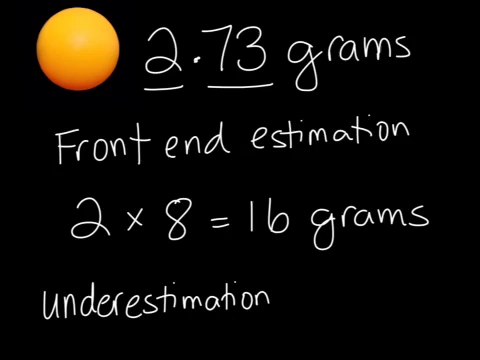 2.73 grams
Front end estimation
2 × 8 = 16 grams
underestimation